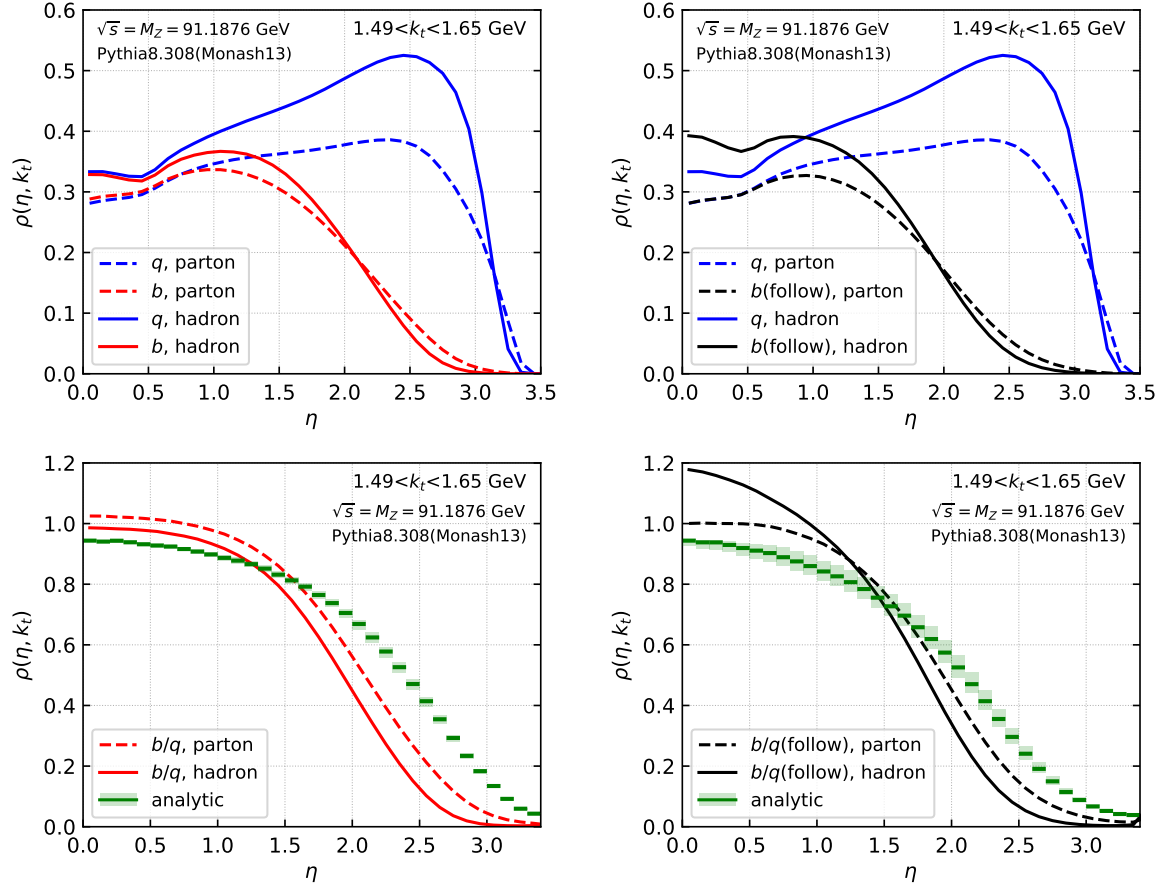 √s = M_Z = 91.1876 GeV
Pythia8.308(Monash13)
1.49<k_t<1.65 GeV
ρ(η, k_t)
0.6
0.5
0.4
0.3
0.2
0.1
0.0
q, parton
b, parton
q, hadron
b, hadron
0.0 0.5 1.0 1.5 2.0 2.5 3.0 3.5
η
√s = M_Z = 91.1876 GeV
Pythia8.308(Monash13)
1.49<k_t<1.65 GeV
ρ(η, k_t)
0.6
0.5
0.4
0.3
0.2
0.1
0.0
q, parton
b(follow), parton
q, hadron
b(follow), hadron
0.0 0.5 1.0 1.5 2.0 2.5 3.0 3.5
η
1.49<k_t<1.65 GeV
√s = M_Z = 91.1876 GeV
Pythia8.308(Monash13)
ρ(η, k_t)
1.2
1.0
0.8
0.6
0.4
0.2
0.0
b/q, parton
b/q, hadron
analytic
0.0 0.5 1.0 1.5 2.0 2.5 3.0
η
1.49<k_t<1.65 GeV
√s = M_Z = 91.1876 GeV
Pythia8.308(Monash13)
ρ(η, k_t)
1.2
1.0
0.8
0.6
0.4
0.2
0.0
b/q(follow), parton
b/q(follow), hadron
analytic
0.0 0.5 1.0 1.5 2.0 2.5 3.0
η